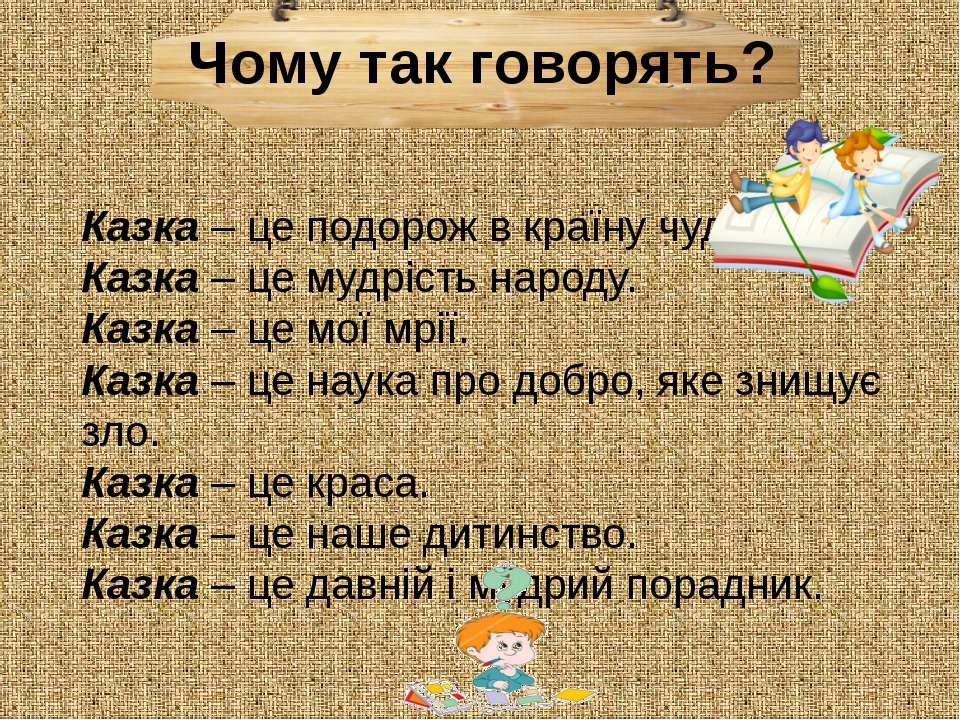 Чому так говорять?
Казка – це подорож в країну
Казка – це мудрість народу.
Казка – це мої мрії.
Казка – це наука про добро, яке знищує
зло.
Казка – це краса.
Казка – це наше дитинство.
Казка – це давній і мудрий порадник.